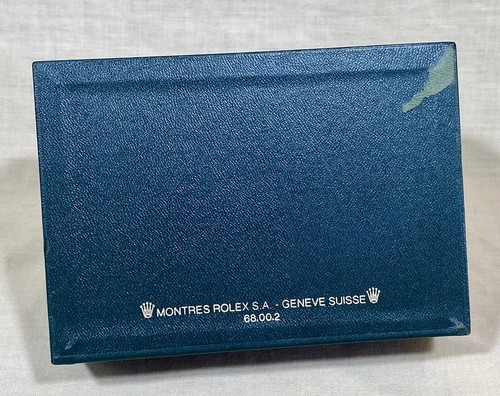 MONTRES ROLEX S.A. - GENEVE SUISSE
68.00.2